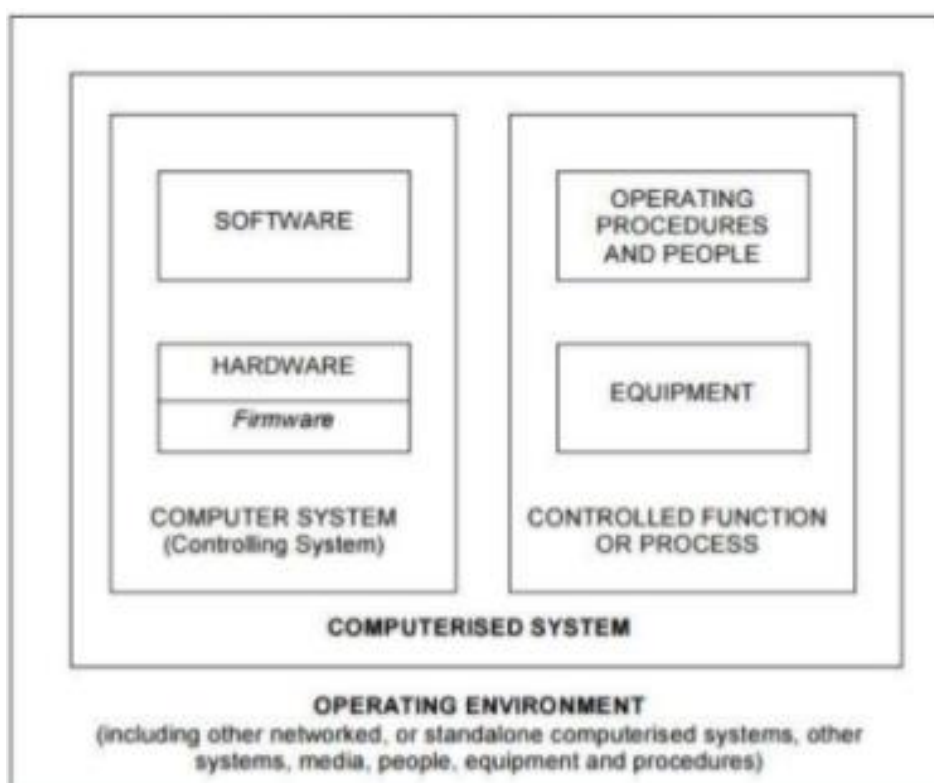 SOFTWARE
HARDWARE
Firmware
COMPUTER SYSTEM
(Controlling System)
OPERATING
PROCEDURES
AND PEOPLE
EQUIPMENT
CONTROLLED FUNCTION
OR PROCESS
COMPUTERISED SYSTEM
OPERATING ENVIRONMENT
(including other networked, or standalone computerised systems, other
systems, media, people, equipment and procedures)